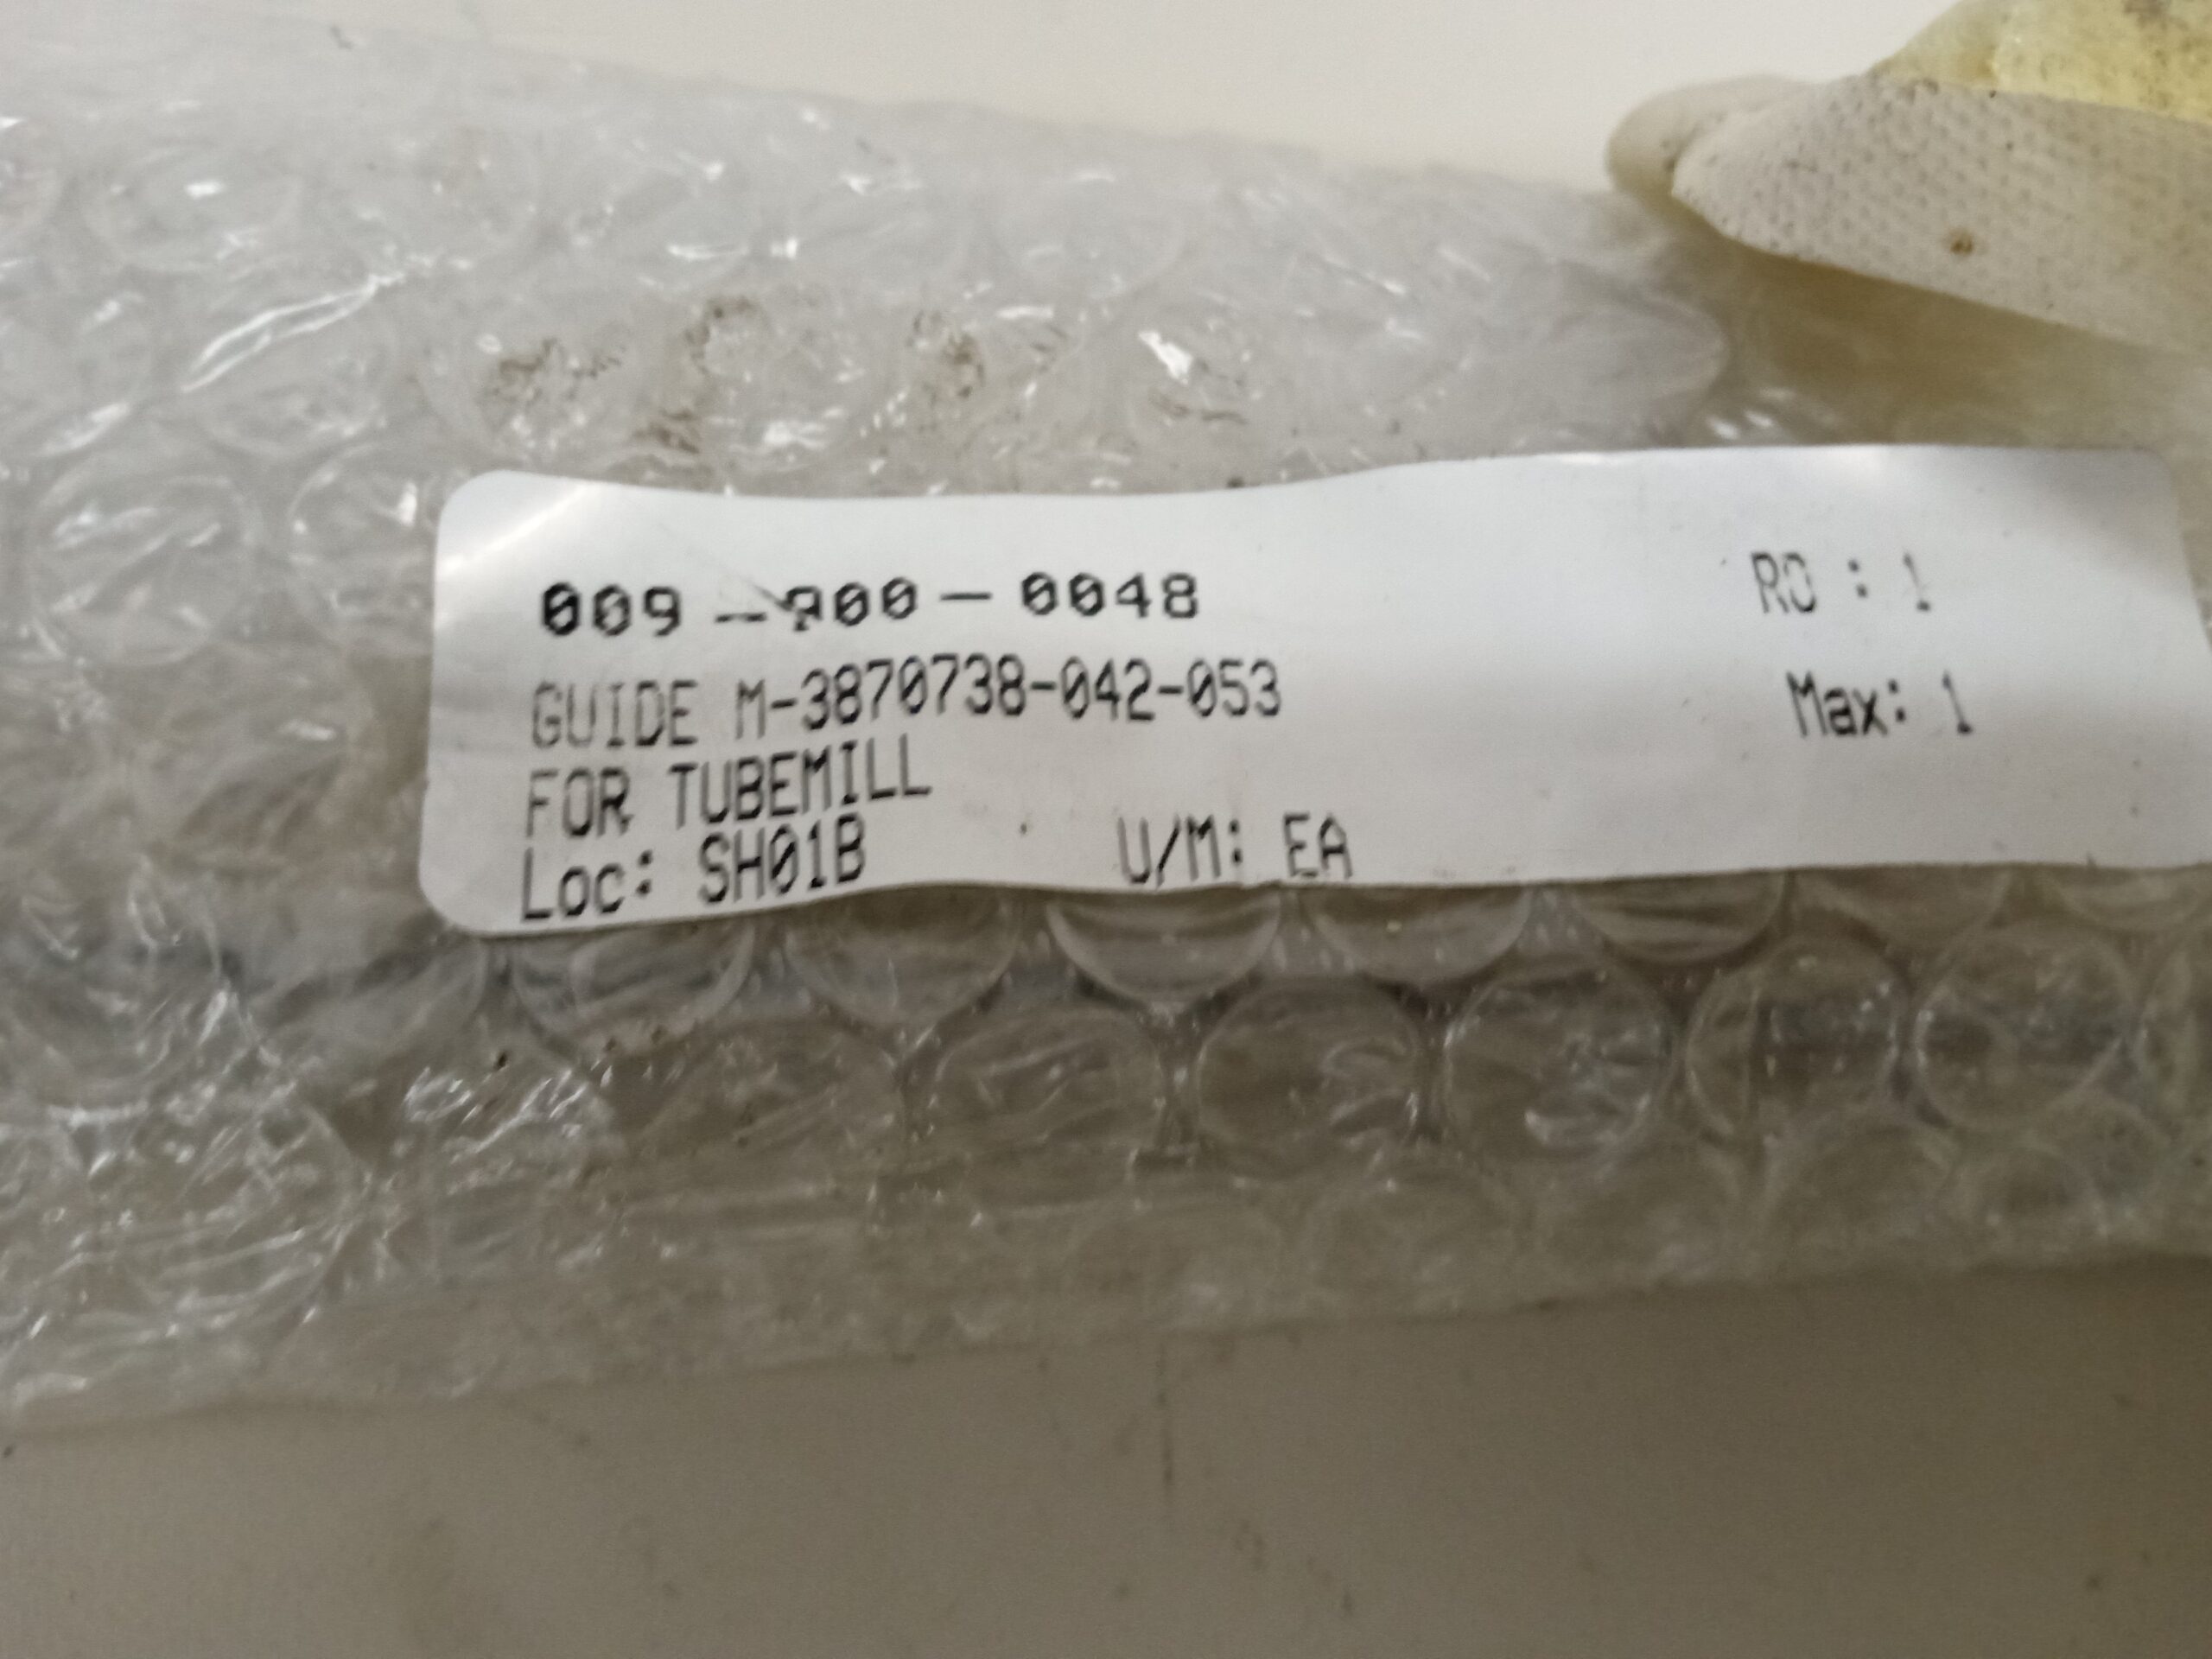 009-900-0048
RO : 1
GUIDE M-3870738-042-053
Max: 1
FOR TUBEMILL
Loc: SH01B U/M: EA